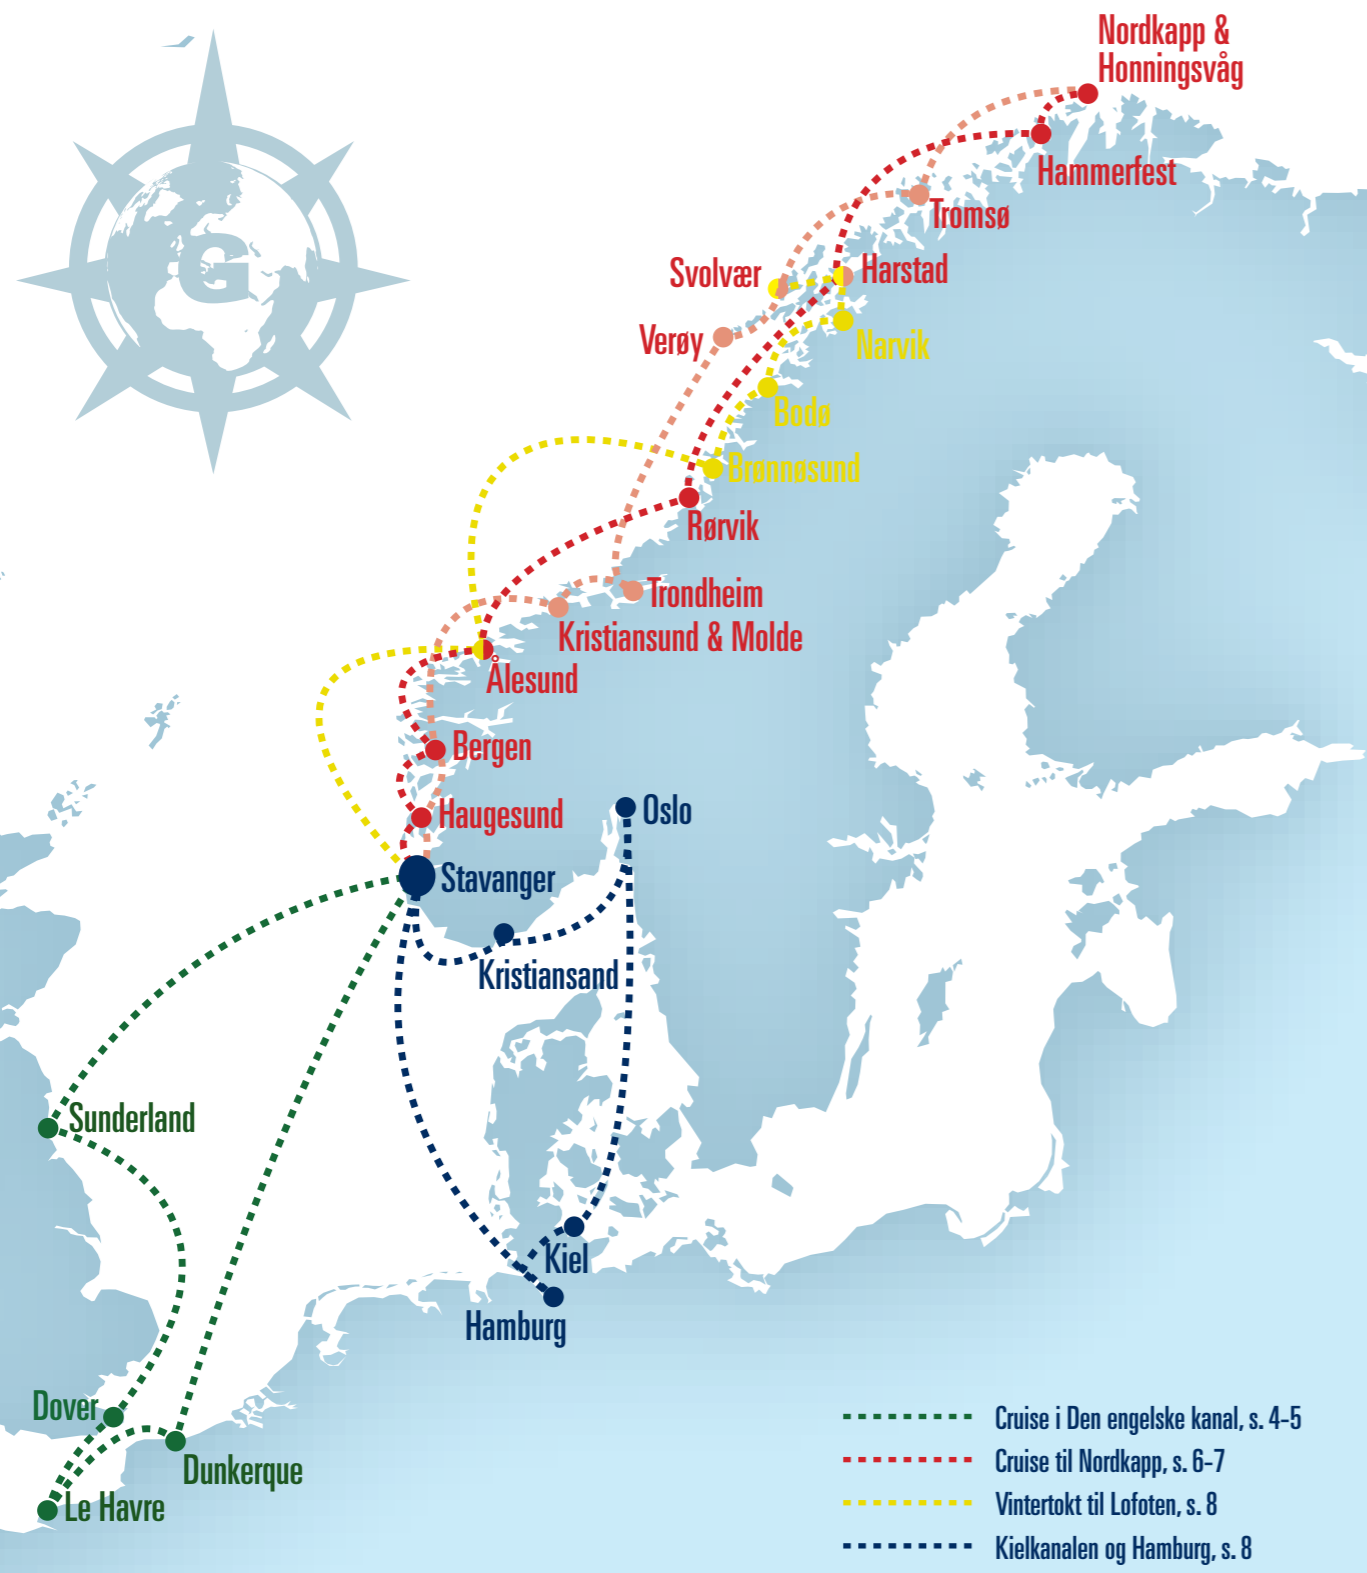 Nordkapp &
Honningsvåg
Hammerfest
Tromsø
Svolvær
Harstad
Verøy
Narvik
Bodø
Brønnøsund
Rørvik
Trondheim
Kristiansund & Molde
Ålesund
Bergen
Haugesund
Oslo
Stavanger
Kristiansand
Sunderland
Kiel
Hamburg
Dover
Dunkerque
Le Havre
G
Cruise i Den engelske kanal, s. 4-5
Cruise til Nordkapp, s. 6-7
Vintertokt til Lofoten, s. 8
Kielkanalen og Hamburg, s. 8